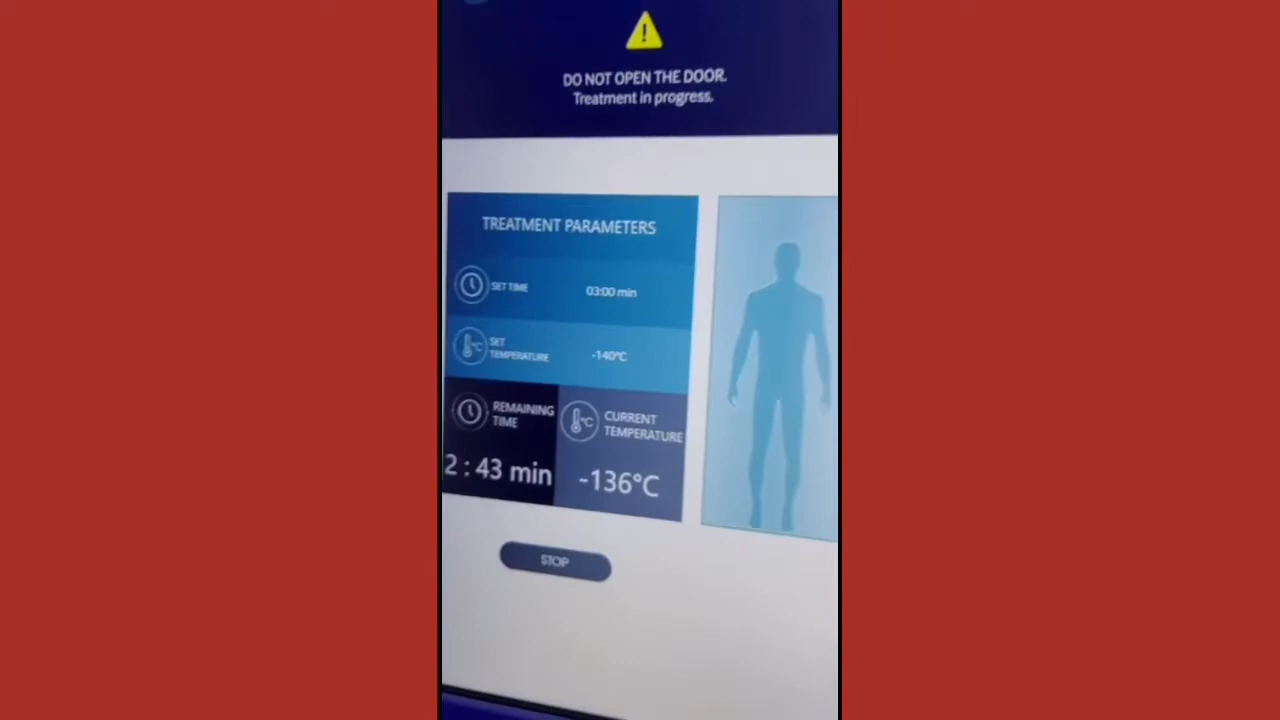 DO NOT OPEN THE DOOR.
Treatment in progress.
TREATMENT PARAMETERS
SET TIME
03:00 min
SET
TEMPERATURE
-140°C
REMAINING
TIME
2 : 43 min
CURRENT
TEMPERATURE
-136°C
STOP